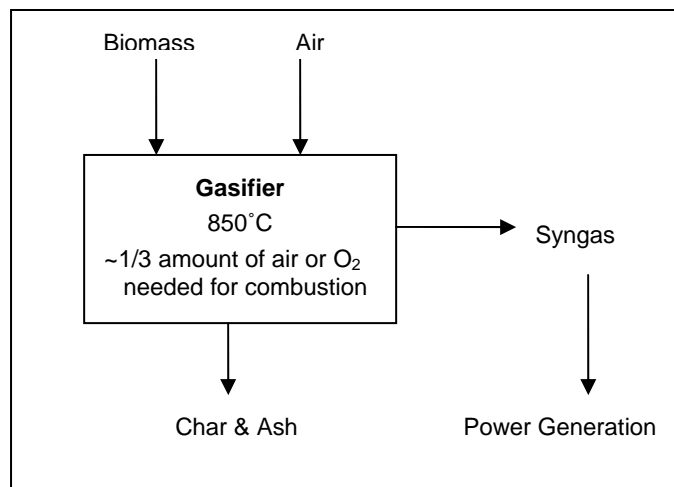 Biomass Air
Gasifier
850˚C
~1/3 amount of air or O₂
needed for combustion
Syngas
Char & Ash Power Generation